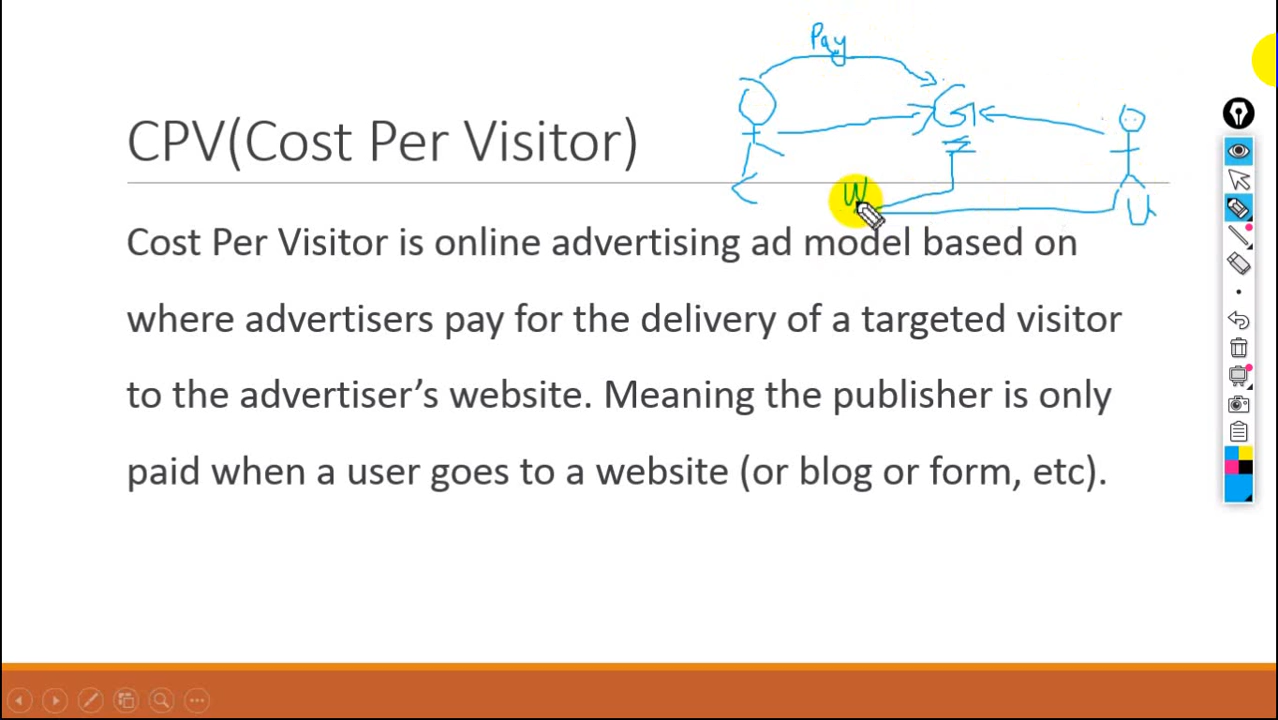 Pay
G
CPV(Cost Per Visitor)
W
U
Cost Per Visitor is online advertising ad model based on
where advertisers pay for the delivery of a targeted visitor
to the advertiser’s website. Meaning the publisher is only
paid when a user goes to a website (or blog or form, etc).